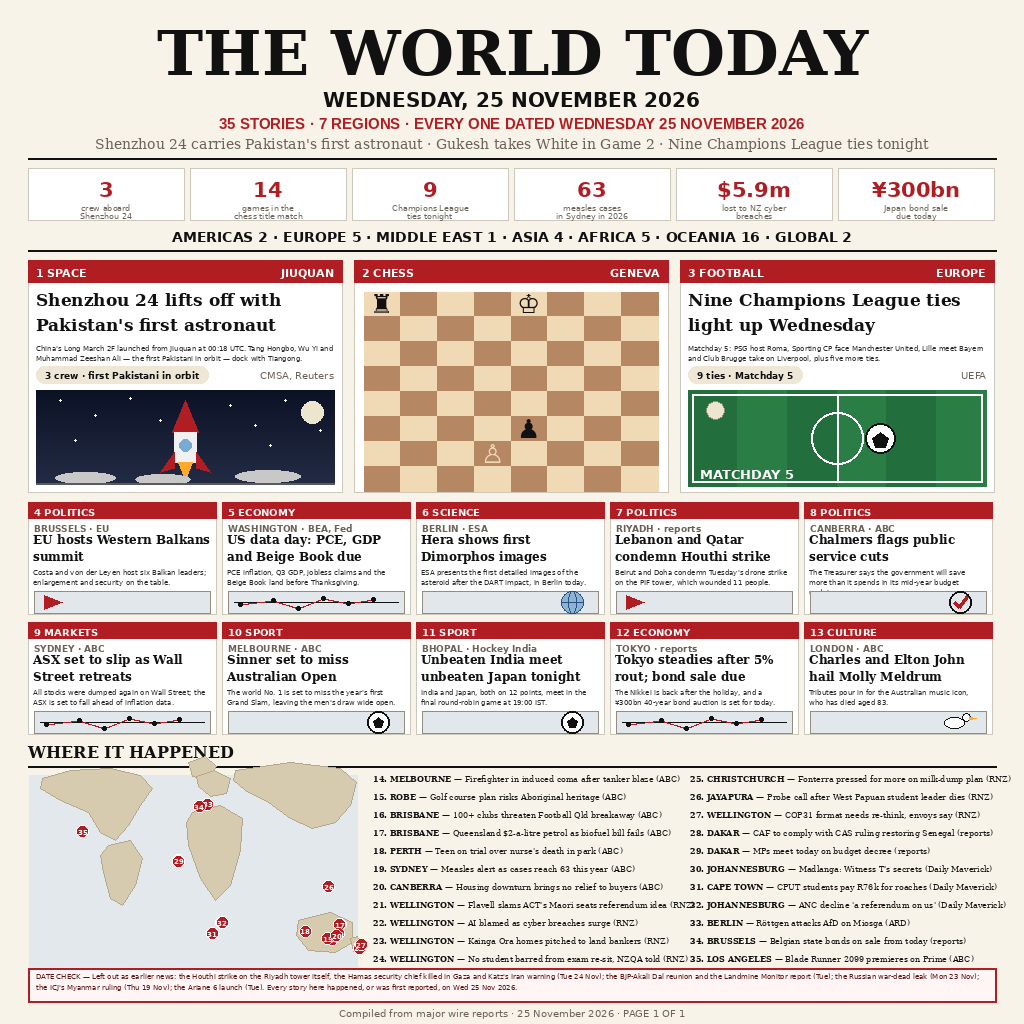 THE WORLD TODAY
WEDNESDAY, 25 NOVEMBER 2026
35 STORIES · 7 REGIONS · EVERY ONE DATED WEDNESDAY 25 NOVEMBER 2026
Shenzhou 24 carries Pakistan's first astronaut · Gukesh takes White in Game 2 · Nine Champions League ties tonight
3
crew aboard
Shenzhou 24
14
games in the
chess title match
9
Champions League
ties tonight
63
measles cases
in Sydney in 2026
$5.9m
lost to NZ cyber
breaches
¥300bn
Japan bond sale
due today
AMERICAS 2 · EUROPE 5 · MIDDLE EAST 1 · ASIA 4 · AFRICA 5 · OCEANIA 16 · GLOBAL 2
1 SPACE JIUQUAN
Shenzhou 24 lifts off with
Pakistan's first astronaut
China's Long March 2F launched from Jiuquan at 00:18 UTC. Tang Hongbo, Wu Yi and
Muhammad Zeeshan Ali — the first Pakistani in orbit — dock with Tiangong.
3 crew · first Pakistani in orbit CMSA, Reuters
2 CHESS GENEVA
3 FOOTBALL EUROPE
Nine Champions League ties
light up Wednesday
Matchday 5: PSG host Roma, Sporting CP face Manchester United, Lille meet Bayern
and Club Brugge take on Liverpool, plus five more ties.
9 ties · Matchday 5 UEFA
MATCHDAY 5
4 POLITICS
BRUSSELS · EU
EU hosts Western Balkans
summit
Costa and von der Leyen host six Balkan leaders;
enlargement and security on the table.
5 ECONOMY
WASHINGTON · BEA, Fed
US data day: PCE, GDP
and Beige Book due
PCE inflation, Q3 GDP, jobless claims and the
Beige Book land before Thanksgiving.
6 SCIENCE
BERLIN · ESA
Hera shows first
Dimorphos images
ESA presents the first detailed images of the
asteroid after the DART impact, in Berlin today.
7 POLITICS
RIYADH · reports
Lebanon and Qatar
condemn Houthi strike
Beirut and Doha condemn Tuesday's drone strike
on the PIF tower, which wounded 11 people.
8 POLITICS
CANBERRA · ABC
Chalmers flags public
service cuts
The Treasurer says the government will save
more than it spends in its mid-year budget
9 MARKETS
SYDNEY · ABC
ASX set to slip as Wall
Street retreats
AI stocks were dumped again on Wall Street; the
ASX is set to fall ahead of inflation data.
10 SPORT
MELBOURNE · ABC
Sinner set to miss
Australian Open
The world No. 1 is set to miss the year's first
Grand Slam, leaving the men's draw wide open.
11 SPORT
BHOPAL · Hockey India
Unbeaten India meet
unbeaten Japan tonight
India and Japan, both on 12 points, meet in the
final round-robin game at 19:00 IST.
12 ECONOMY
TOKYO · reports
Tokyo steadies after 5%
rout; bond sale due
The Nikkei is back after the holiday, and a
¥300bn 40-year bond auction is set for today.
13 CULTURE
LONDON · ABC
Charles and Elton John
hail Molly Meldrum
Tributes pour in for the Australian music icon,
who has died aged 83.
WHERE IT HAPPENED
35
34
33
29
26
32
31
18
17
20
27
14. MELBOURNE — Firefighter in induced coma after tanker blaze (ABC)
15. ROBE — Golf course plan risks Aboriginal heritage (ABC)
16. BRISBANE — 100+ clubs threaten Football Qld breakaway (ABC)
17. BRISBANE — Queensland $2-a-litre petrol as biofuel bill fails (ABC)
18. PERTH — Teen on trial over nurse's death in park (ABC)
19. SYDNEY — Measles alert as cases reach 63 this year (ABC)
20. CANBERRA — Housing downturn brings no relief to buyers (ABC)
21. WELLINGTON — Flavell slams ACT's Maori seats referendum idea (RNZ)
22. WELLINGTON — AI blamed as cyber breaches surge (RNZ)
23. WELLINGTON — Kainga Ora homes pitched to land bankers (RNZ)
24. WELLINGTON — No student barred from exam re-sit, NZQA told (RNZ)
25. CHRISTCHURCH — Fonterra pressed for more on milk-dump plan (RNZ)
26. JAYAPURA — Probe call after West Papuan student leader dies (RNZ)
27. WELLINGTON — COP31 format needs re-think, envoys say (RNZ)
28. DAKAR — CAF to comply with CAS ruling restoring Senegal (reports)
29. DAKAR — MPs meet today on budget decree (reports)
30. JOHANNESBURG — Madlanga: Witness T's secrets (Daily Maverick)
31. CAPE TOWN — CPUT students pay R76k for roaches (Daily Maverick)
32. JOHANNESBURG — ANC decline 'a referendum on us' (Daily Maverick)
33. BERLIN — Röttgen attacks AfD on Miosga (ARD)
34. BRUSSELS — Belgian state bonds on sale from today (reports)
35. LOS ANGELES — Blade Runner 2099 premieres on Prime (ABC)
DATE CHECK — Left out as earlier news: the Houthi strike on the Riyadh tower itself, the Hamas security chief killed in Gaza and Katz's Iran warning (Tue 24 Nov); the BJP-Akali Dal reunion and the Landmine Monitor report (Tue); the Russian war-dead leak (Mon 23 Nov);
the ICJ's Myanmar ruling (Thu 19 Nov); the Ariane 6 launch (Tue). Every story here happened, or was first reported, on Wed 25 Nov 2026.
Compiled from major wire reports · 25 November 2026 · PAGE 1 OF 1